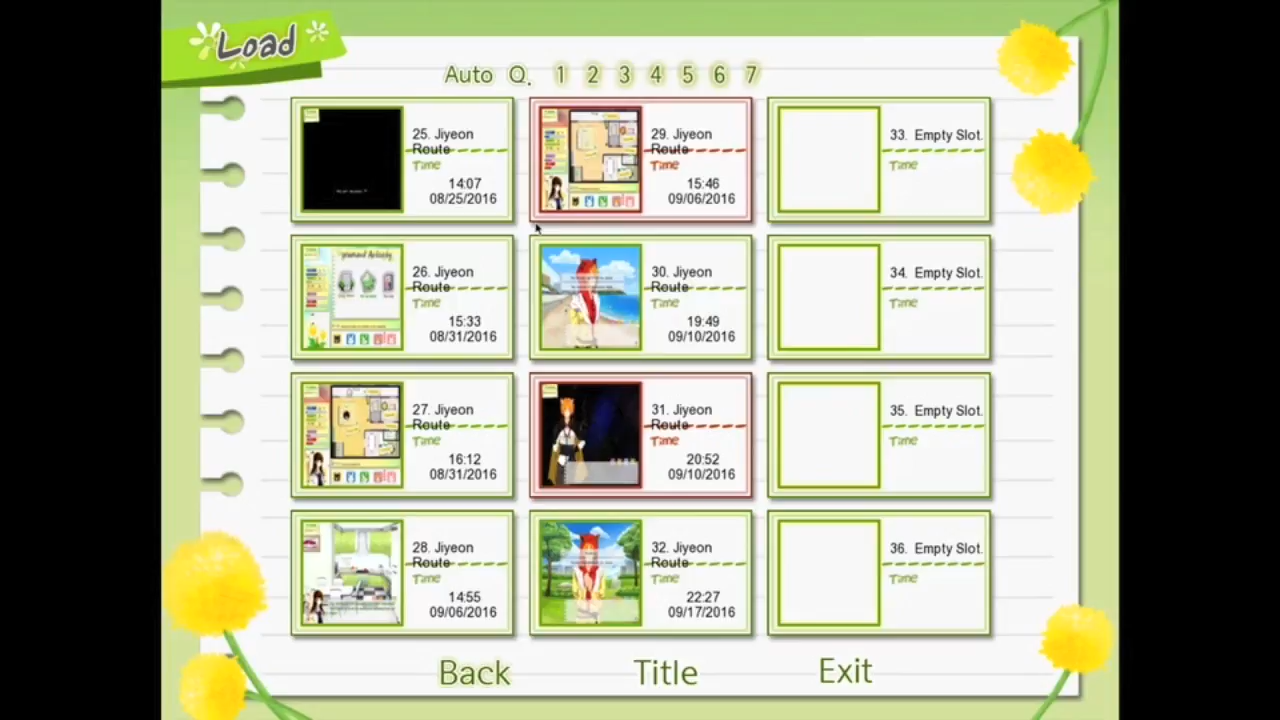 Load
Auto Q. 1 2 3 4 5 6 7
25. Jiyeon
Route
Time
14:07
08/25/2016
29. Jiyeon
Route
Time
15:46
09/06/2016
33. Empty Slot.
Time
26. Jiyeon
Route
Time
15:33
08/31/2016
30. Jiyeon
Route
Time
19:49
09/10/2016
34. Empty Slot.
Time
27. Jiyeon
Route
Time
16:12
08/31/2016
31. Jiyeon
Route
Time
20:52
09/10/2016
35. Empty Slot.
Time
28. Jiyeon
Route
Time
14:55
09/06/2016
32. Jiyeon
Route
Time
22:27
09/17/2016
36. Empty Slot.
Time
Back Title Exit